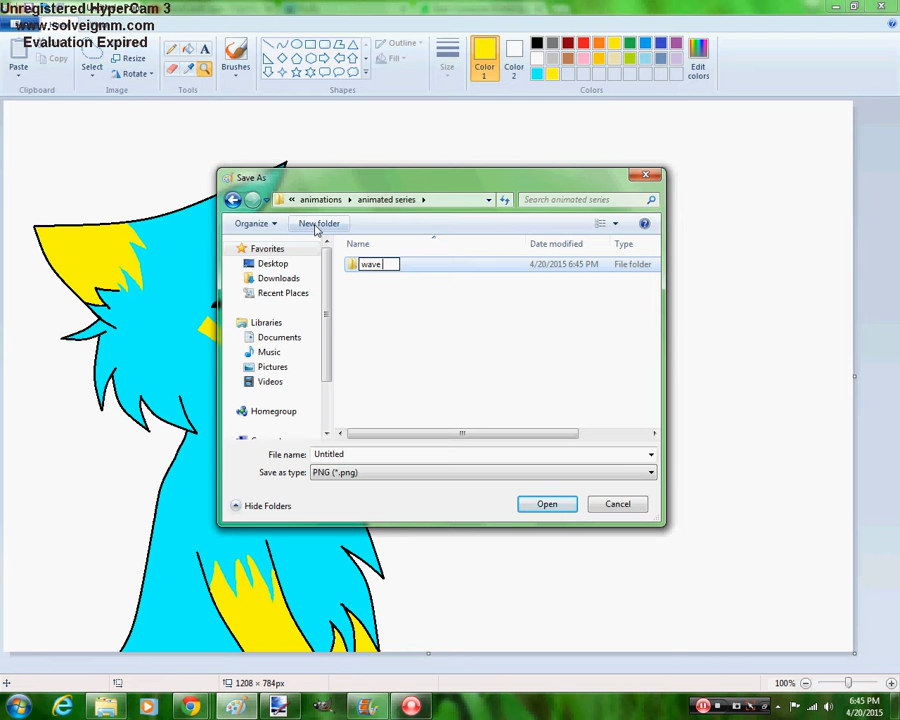 Unregistered HyperCam 3
www.solveigmm.com
Evaluation Expired
Paste
Copy
Select
Resize
Rotate
Brushes
Outline
Fill
Size
Color 1
Color 2
Edit colors
Clipboard
Image
Tools
Shapes
Colors
Save As
« animations animated series
Search animated series
Organize
New folder
Name
Date modified
Type
wave
4/20/2015 6:45 PM
File folder
Favorites
Desktop
Downloads
Recent Places
Libraries
Documents
Music
Pictures
Videos
Homegroup
File name: Untitled
Save as type: PNG (*.png)
Hide Folders
Open
Cancel
1208 × 784px
100%
6:45 PM
4/20/2015